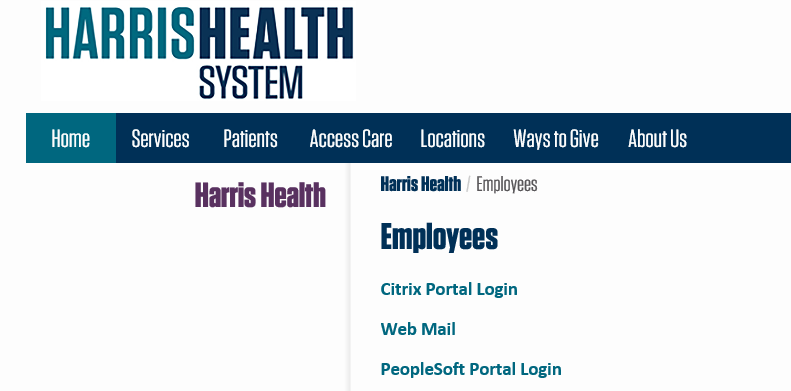 HARRISHEALTH
SYSTEM
Home Services Patients Access Care Locations Ways to Give About Us
Harris Health
Harris Health / Employees
Employees
Citrix Portal Login
Web Mail
PeopleSoft Portal Login